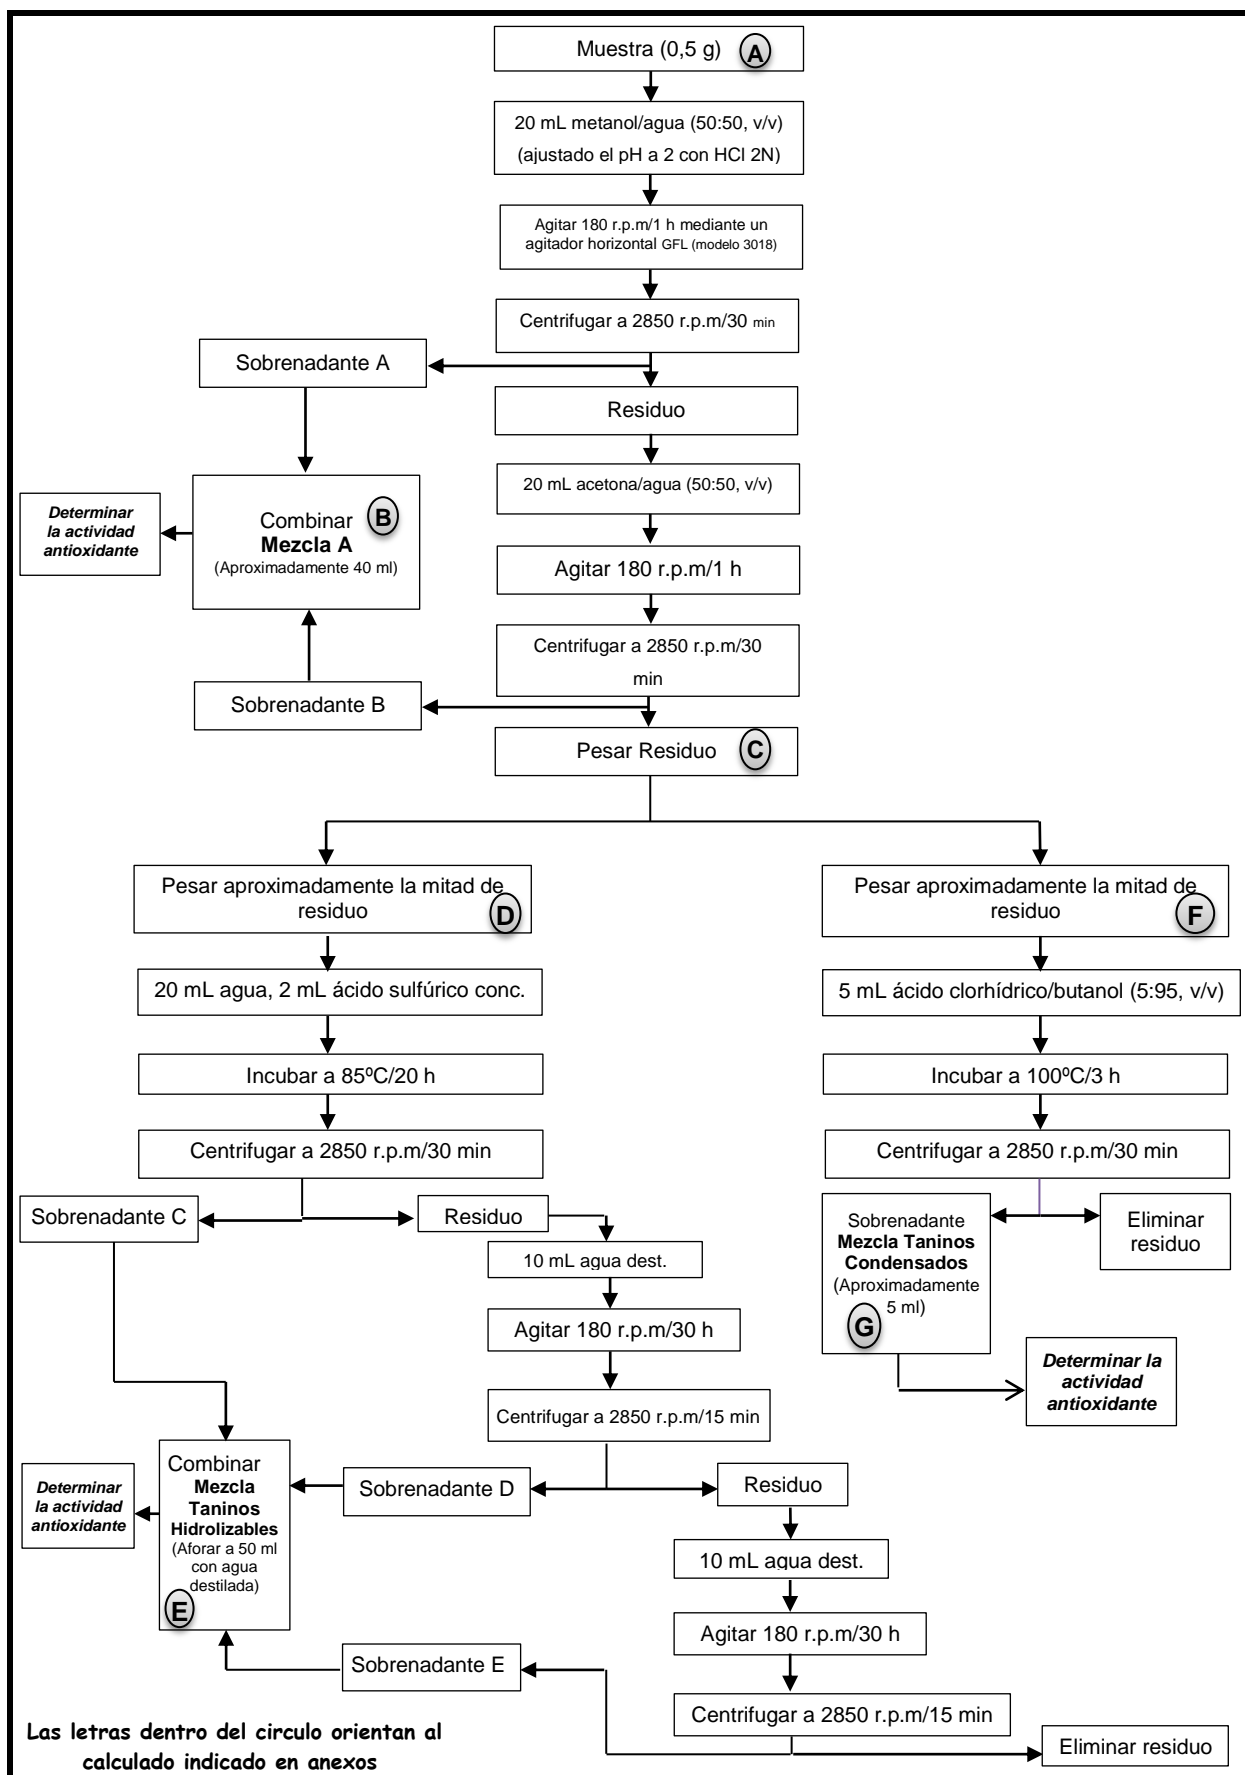 Muestra (0,5 g) A
20 mL metanol/agua (50:50, v/v)
(ajustado el pH a 2 con HCl 2N)
Agitar 180 r.p.m/1 h mediante un
agitador horizontal GFL (modelo 3018)
Centrifugar a 2850 r.p.m/30 min
Sobrenadante A
Residuo
20 mL acetona/agua (50:50, v/v)
Determinar
la actividad
antioxidante
B
Combinar
Mezcla A
(Aproximadamente 40 ml)
Agitar 180 r.p.m/1 h
Centrifugar a 2850 r.p.m/30
min
Sobrenadante B
Pesar Residuo C
Pesar aproximadamente la mitad de
residuo D
Pesar aproximadamente la mitad de
residuo F
20 mL agua, 2 mL ácido sulfúrico conc.
5 mL ácido clorhídrico/butanol (5:95, v/v)
Incubar a 85ºC/20 h
Incubar a 100ºC/3 h
Centrifugar a 2850 r.p.m/30 min
Centrifugar a 2850 r.p.m/30 min
Sobrenadante C
Residuo
Sobrenadante
Mezcla Taninos
Condensados
(Aproximadamente
5 ml)
G
Eliminar
residuo
10 mL agua dest.
Agitar 180 r.p.m/30 h
Determinar la
actividad
antioxidante
Centrifugar a 2850 r.p.m/15 min
Determinar
la actividad
antioxidante
Combinar
Mezcla
Taninos
Hidrolizables
(Aforar a 50 ml
con agua
destilada)
E
Sobrenadante D
Residuo
10 mL agua dest.
Agitar 180 r.p.m/30 h
Sobrenadante E
Centrifugar a 2850 r.p.m/15 min
Eliminar residuo
Las letras dentro del circulo orientan al
calculado indicado en anexos